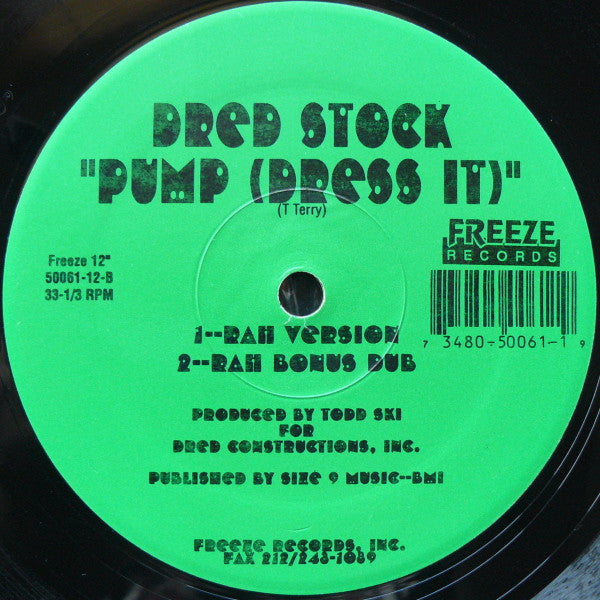 DRED STOCK
"PUMP (DRESS IT)"
(T Terry)
FREEZE
RECORDS
Freeze 12"
50061-12-B
33-1/3 RPM
7 3480-50061-1 9
1--RAH VERSION
2--RAH BONUS DUB
PRODUCED BY TODD SKI
FOR
DRED CONSTRUCTIONS, INC.
PUBLISHED BY SIZE 9 MUSIC--BMI
FREEZE RECORDS, INC.
FAX 212/243-1089